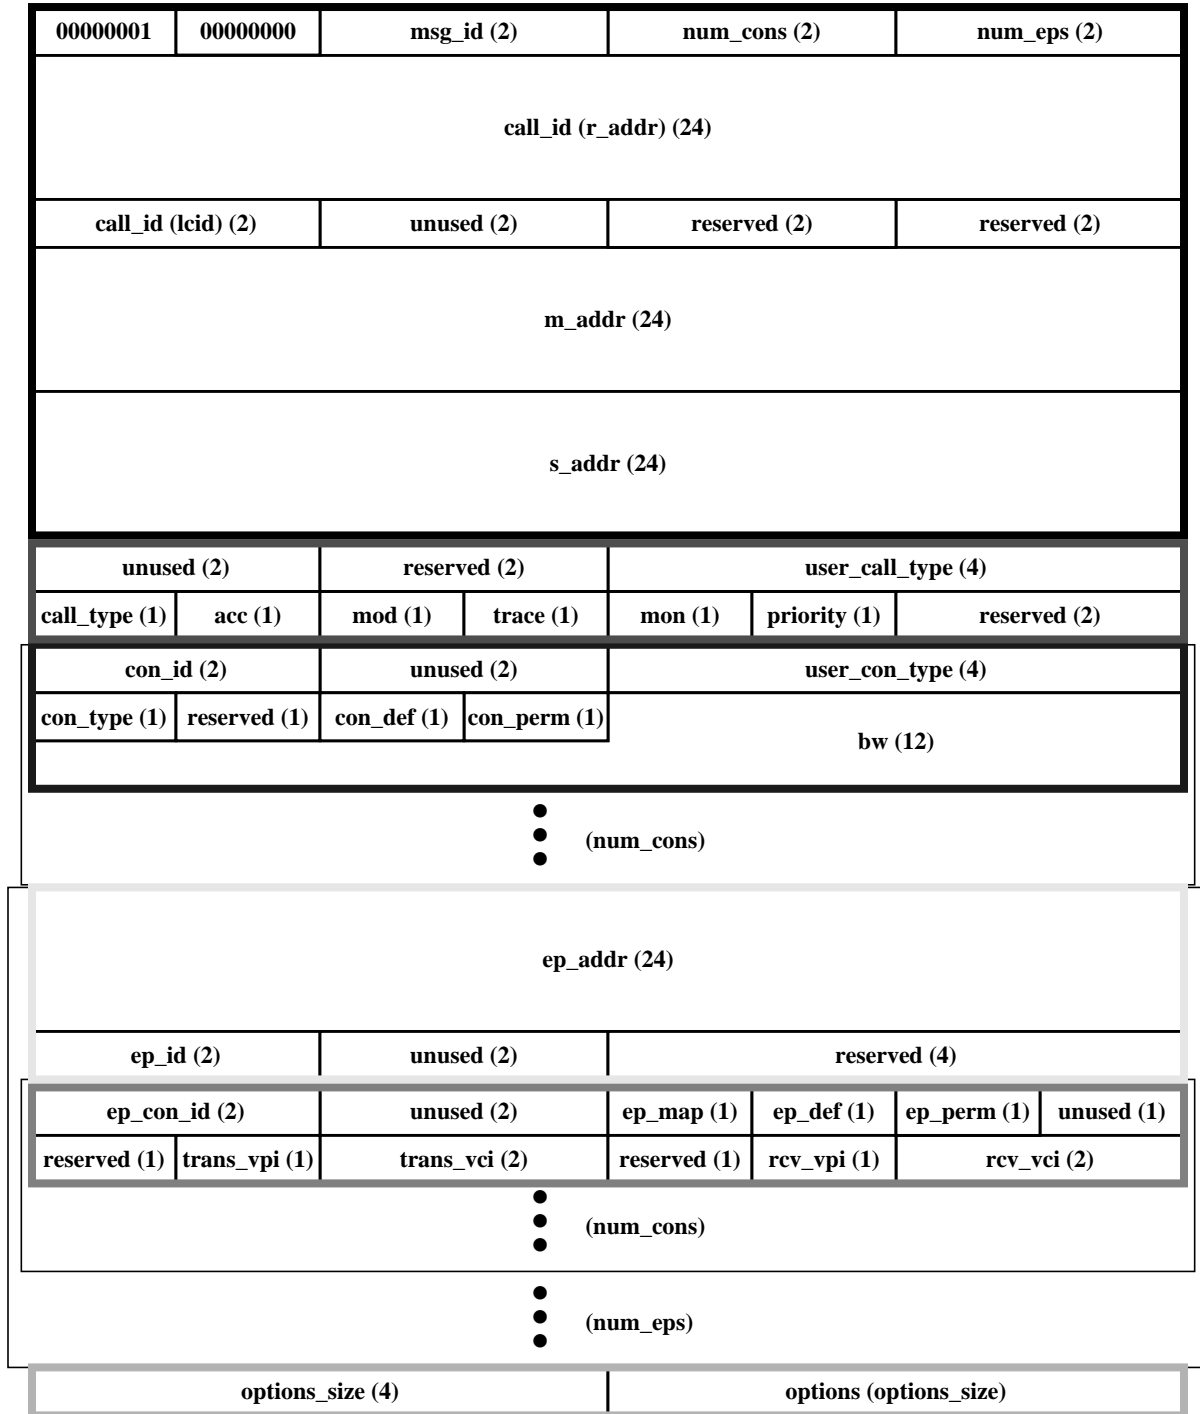 00000001 00000000 msg_id (2) num_cons (2) num_eps (2)
call_id (r_addr) (24)
call_id (lcid) (2) unused (2) reserved (2) reserved (2)
m_addr (24)
s_addr (24)
unused (2) reserved (2) user_call_type (4)
call_type (1) acc (1) mod (1) trace (1) mon (1) priority (1) reserved (2)
con_id (2) unused (2) user_con_type (4)
con_type (1) reserved (1) con_def (1) con_perm (1)
bw (12)
(num_cons)
ep_addr (24)
ep_id (2) unused (2) reserved (4)
ep_con_id (2) unused (2) ep_map (1) ep_def (1) ep_perm (1) unused (1)
reserved (1) trans_vpi (1) trans_vci (2) reserved (1) rcv_vpi (1) rcv_vci (2)
(num_cons)
(num_eps)
options_size (4) options (options_size)